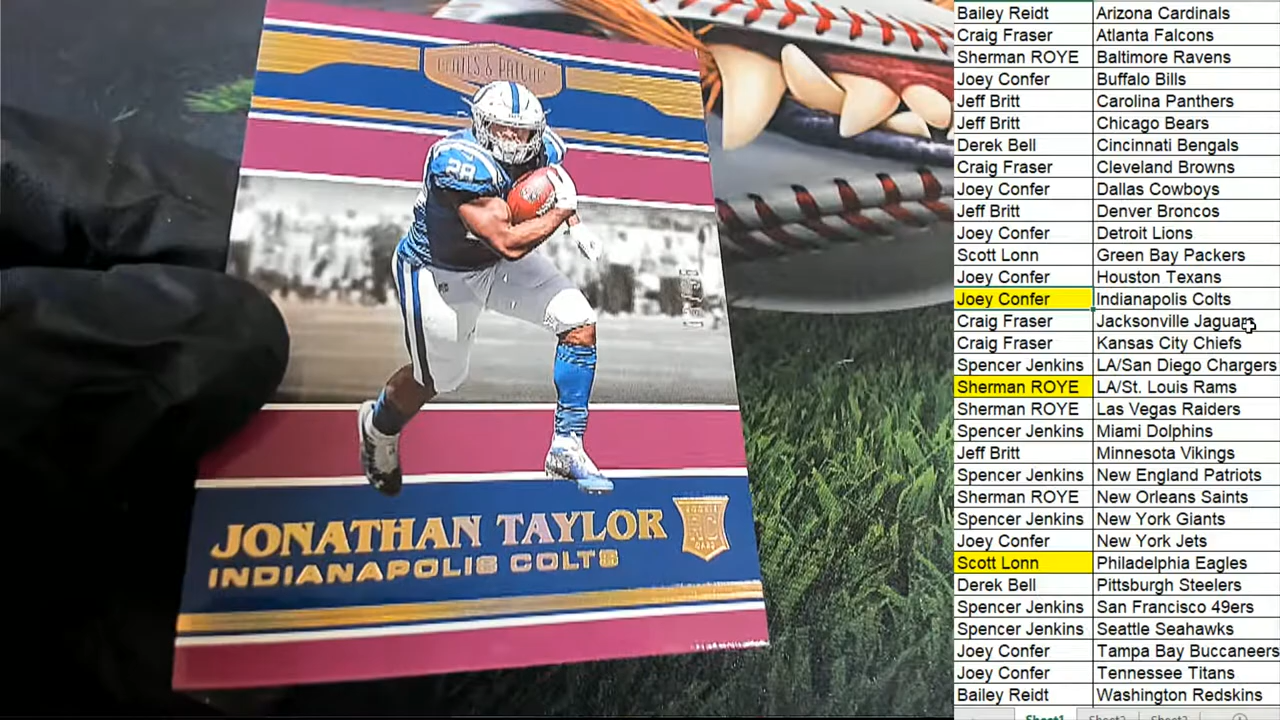 PLATES & PATCHES
28
JONATHAN TAYLOR
INDIANAPOLIS COLTS
ROOKIE
RC
CARD
Bailey Reidt Arizona Cardinals
Craig Fraser Atlanta Falcons
Sherman ROYE Baltimore Ravens
Joey Confer Buffalo Bills
Jeff Britt Carolina Panthers
Jeff Britt Chicago Bears
Derek Bell Cincinnati Bengals
Craig Fraser Cleveland Browns
Joey Confer Dallas Cowboys
Jeff Britt Denver Broncos
Joey Confer Detroit Lions
Scott Lonn Green Bay Packers
Joey Confer Houston Texans
Joey Confer Indianapolis Colts
Craig Fraser Jacksonville Jaguars
Craig Fraser Kansas City Chiefs
Spencer Jenkins LA/San Diego Chargers
Sherman ROYE LA/St. Louis Rams
Sherman ROYE Las Vegas Raiders
Spencer Jenkins Miami Dolphins
Jeff Britt Minnesota Vikings
Spencer Jenkins New England Patriots
Sherman ROYE New Orleans Saints
Spencer Jenkins New York Giants
Joey Confer New York Jets
Scott Lonn Philadelphia Eagles
Derek Bell Pittsburgh Steelers
Spencer Jenkins San Francisco 49ers
Spencer Jenkins Seattle Seahawks
Joey Confer Tampa Bay Buccaneers
Joey Confer Tennessee Titans
Bailey Reidt Washington Redskins
Sheet1 Sheet2 Sheet3